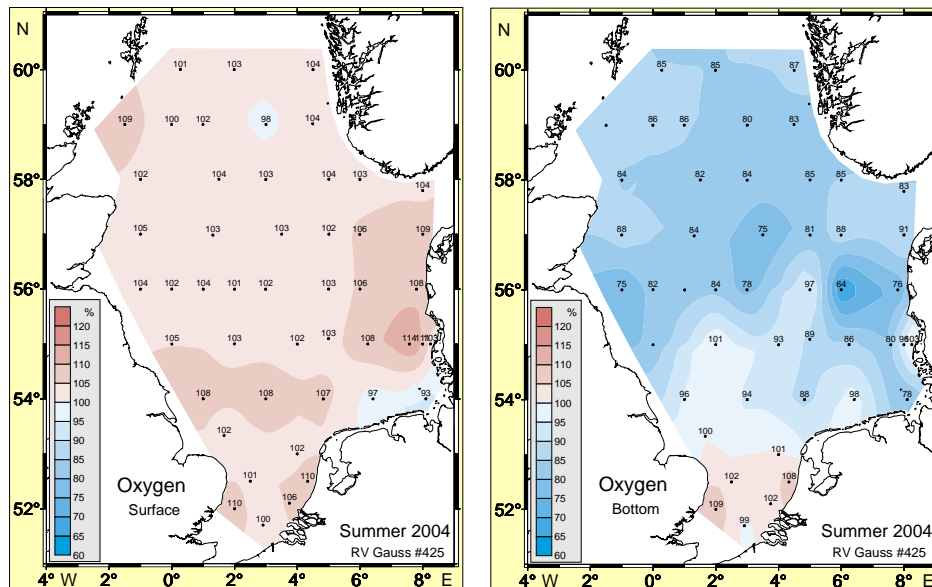 N
60°
58°
56°
54°
52°
101 103 104
109 100 102 98 104
102 104 103 104 103 104
105 103 103 102 106 109
104 102 104 101 102 103 106 108
105 103 102 103 108 114 111 103
108 108 107 97 93
102 102
101 110
110 106
100
%
120
115
110
105
100
95
90
85
80
75
70
65
60
Oxygen
Surface
Summer 2004
RV Gauss #425
4° W 2° 0° 2° 4° 6° 8° E
N
60°
58°
56°
54°
52°
85 85 87
86 86 80 83
84 82 84 85 85 83
88 84 75 81 88 91
75 82 84 78 97 64 76
101 93 89 86 80 96 103
96 94 88 98 78
100 101
102 108
109 102
99
%
120
115
110
105
100
95
90
85
80
75
70
65
60
Oxygen
Bottom
Summer 2004
RV Gauss #425
4° W 2° 0° 2° 4° 6° 8° E